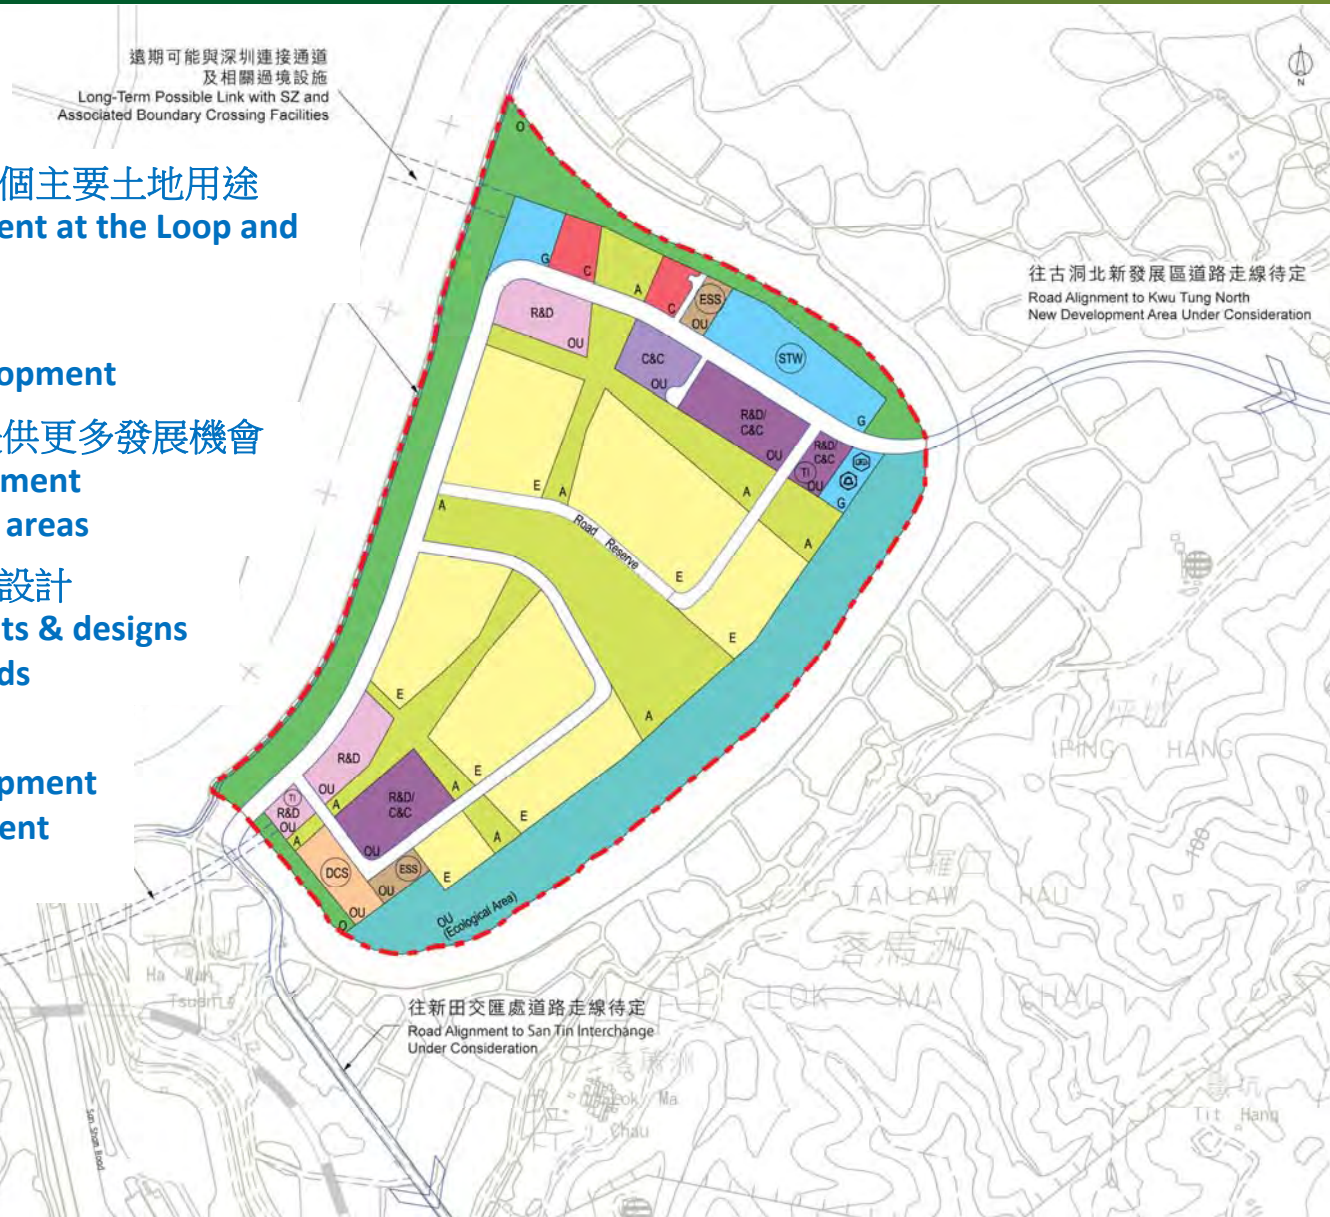 遠期可能與深圳連接通道
及相關過境設施
Long-Term Possible Link with SZ and
Associated Boundary Crossing Facilities
N
個主要土地用途
ent at the Loop and
opment
供更多發展機會
ment
areas
設計
ts & designs
ds
pment
ent
往古洞北新發展區道路走線待定
Road Alignment to Kwu Tung North
New Development Area Under Consideration
O
G
C
A
C
ESS
OU
R&D
OU
C&C
OU
STW
G
R&D/
C&C
OU
R&D/
C&C
TI
OU
G
E
A
A
A
A
Road Reserve
E
E
E
A
R&D
OU
A
R&D/
C&C
OU
A
E
E
A
E
TI
R&D
OU
A
DCS
OU
ESS
OU
O
OU
(Ecological Area)
PING HANG
TAI LAW HAU
LOK MA CHAU
100
Ha Wan
Tsuen
往新田交匯處道路走線待定
Road Alignment to San Tin Interchange
Under Consideration
Lok Ma
Chau
Tit Hang
San Sham Road